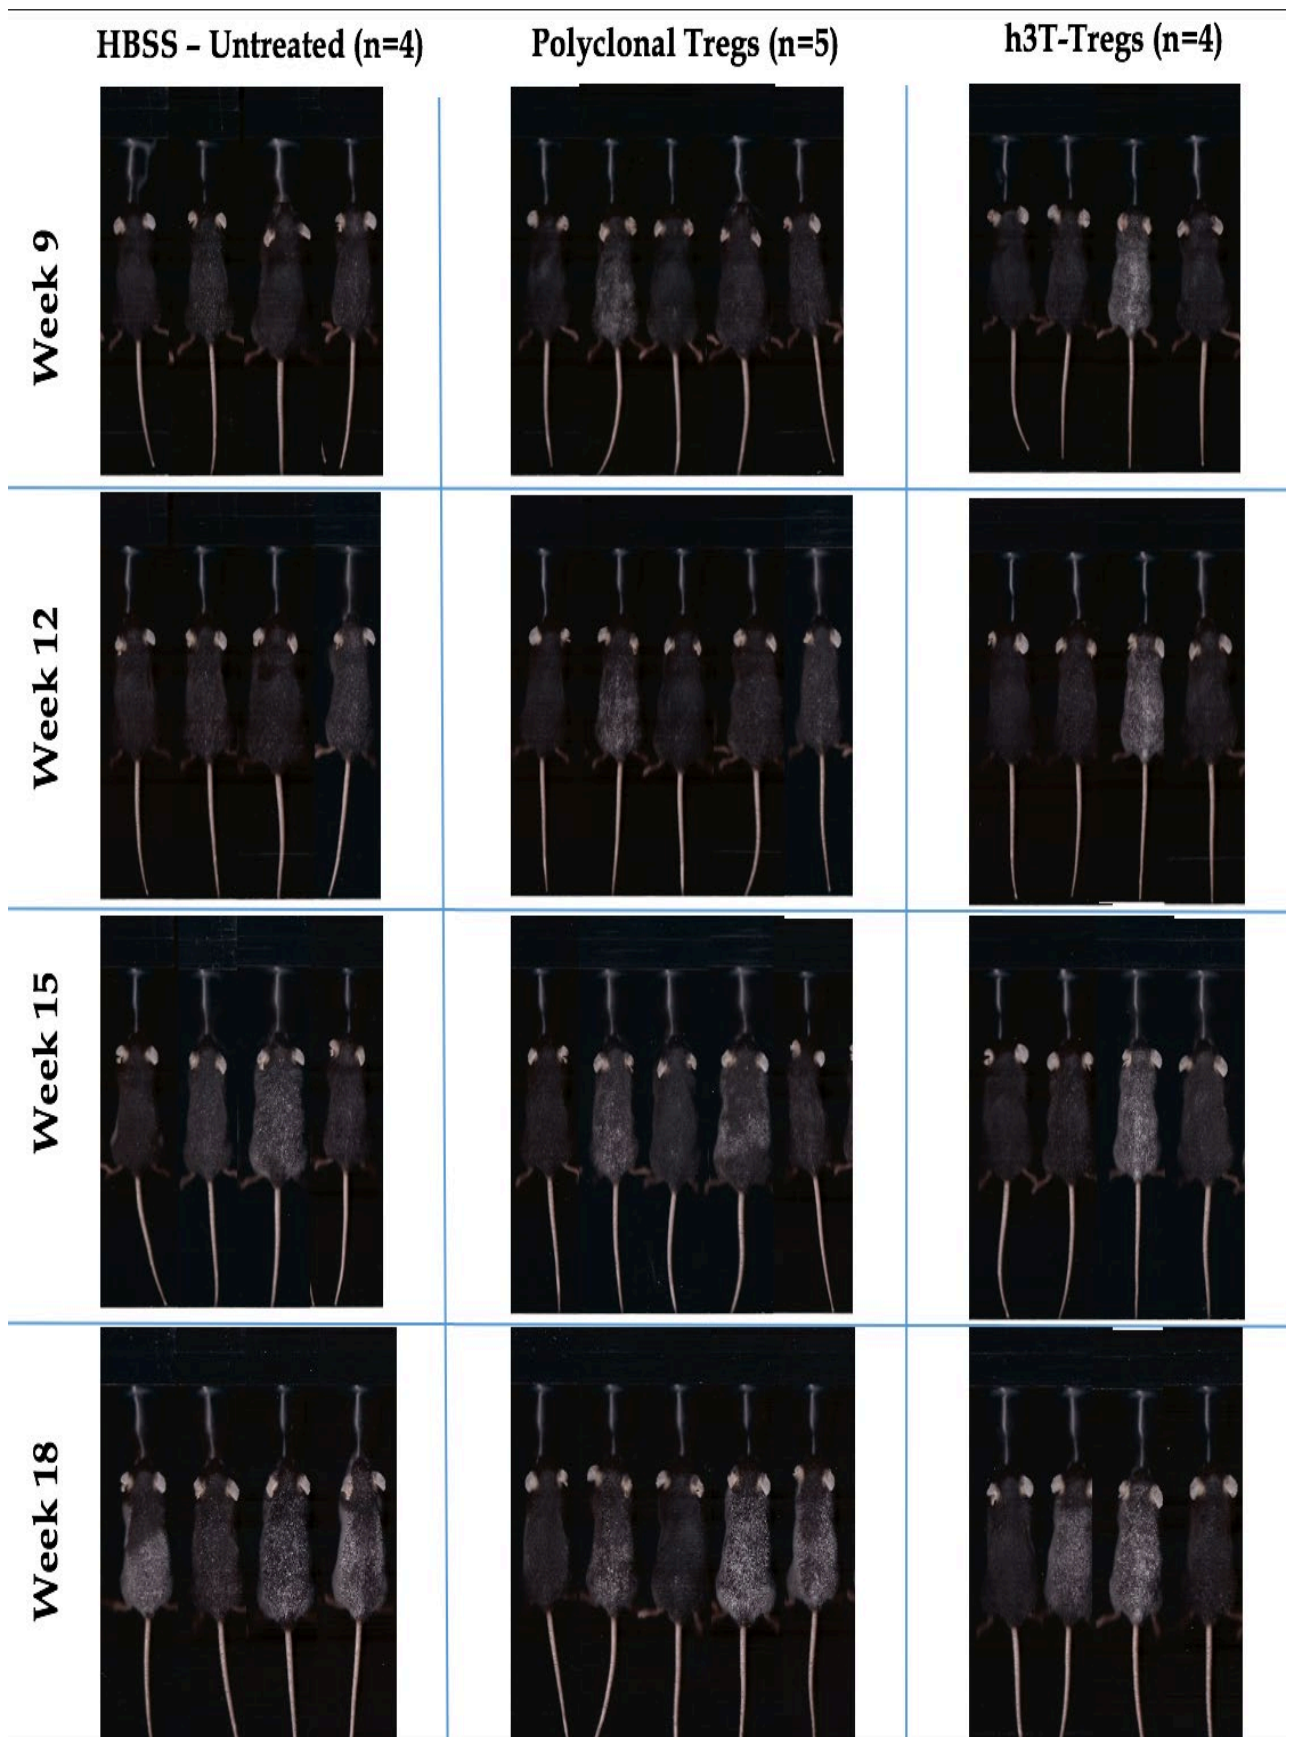 HBSS – Untreated (n=4)
Polyclonal Tregs (n=5)
h3T-Tregs (n=4)
Week 9
Week 12
Week 15
Week 18